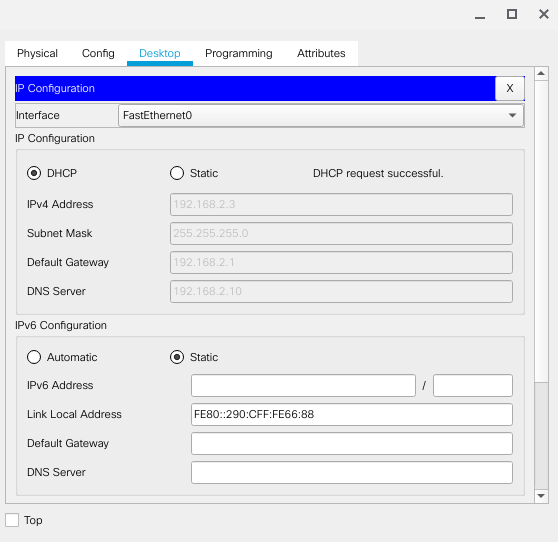 Physical Config Desktop Programming Attributes
IP Configuration X
Interface FastEthernet0
IP Configuration
DHCP Static DHCP request successful.
IPv4 Address 192.168.2.3
Subnet Mask 255.255.255.0
Default Gateway 192.168.2.1
DNS Server 192.168.2.10
IPv6 Configuration
Automatic Static
IPv6 Address /
Link Local Address FE80::290:CFF:FE66:88
Default Gateway
DNS Server
Top